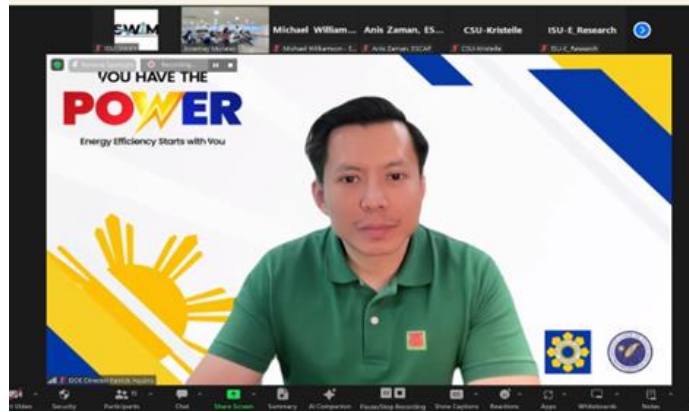 SWiM
Michael William... Anis Zaman, ES... CSU-Kristelle ISU-E_Research
Michael Williamson - E... Anis Zaman, ESCAP CSU-Kristelle ISU-E_Research
Recording...
YOU HAVE THE
POWER
Energy Efficiency Starts with You
DOE Director Patrick Aquino
Video Security Participants Chat Share Screen Summary AI Companion Pause/Stop Recording Show Captions Reactions Apps Whiteboards Notes